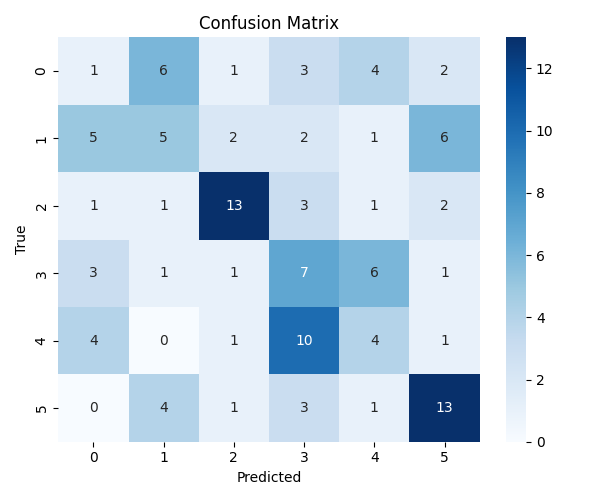 Confusion Matrix
0 1 6 1 3 4 2
1 5 5 2 2 1 6
2 1 1 13 3 1 2
3 3 1 1 7 6 1
4 4 0 1 10 4 1
5 0 4 1 3 1 13
0 1 2 3 4 5
True
Predicted
12
10
8
6
4
2
0